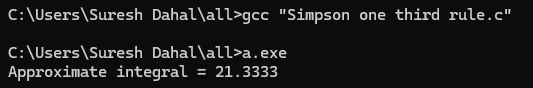 C:\Users\Suresh Dahal\all>gcc "Simpson one third rule.c"
C:\Users\Suresh Dahal\all>a.exe
Approximate integral = 21.3333